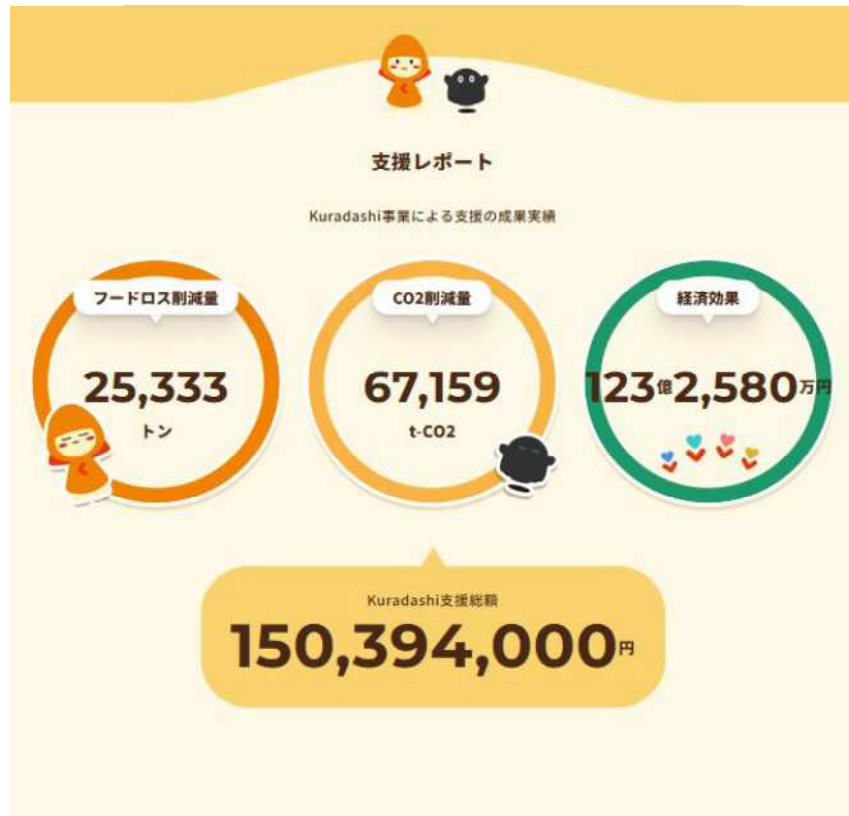 支援レポート
Kuradashi事業による支援の成果実績
フードロス削減量
25,333
トン
CO2削減量
67,159
t-CO2
経済効果
123億2,580万円
Kuradashi支援総額
150,394,000円